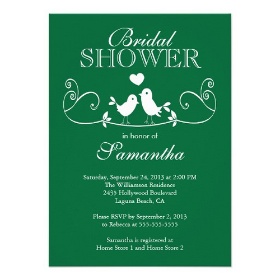 Bridal
SHOWER
in honor of
Samantha
Saturday, September 24, 2013 at 2:00 PM
The Williamson Residence
2435 Hollywood Boulevard
Laguna Beach, CA
Please RSVP by September 2, 2013
to Rebecca at 555-555-5555
Samantha is registered at
Home Store 1 and Home Store 2